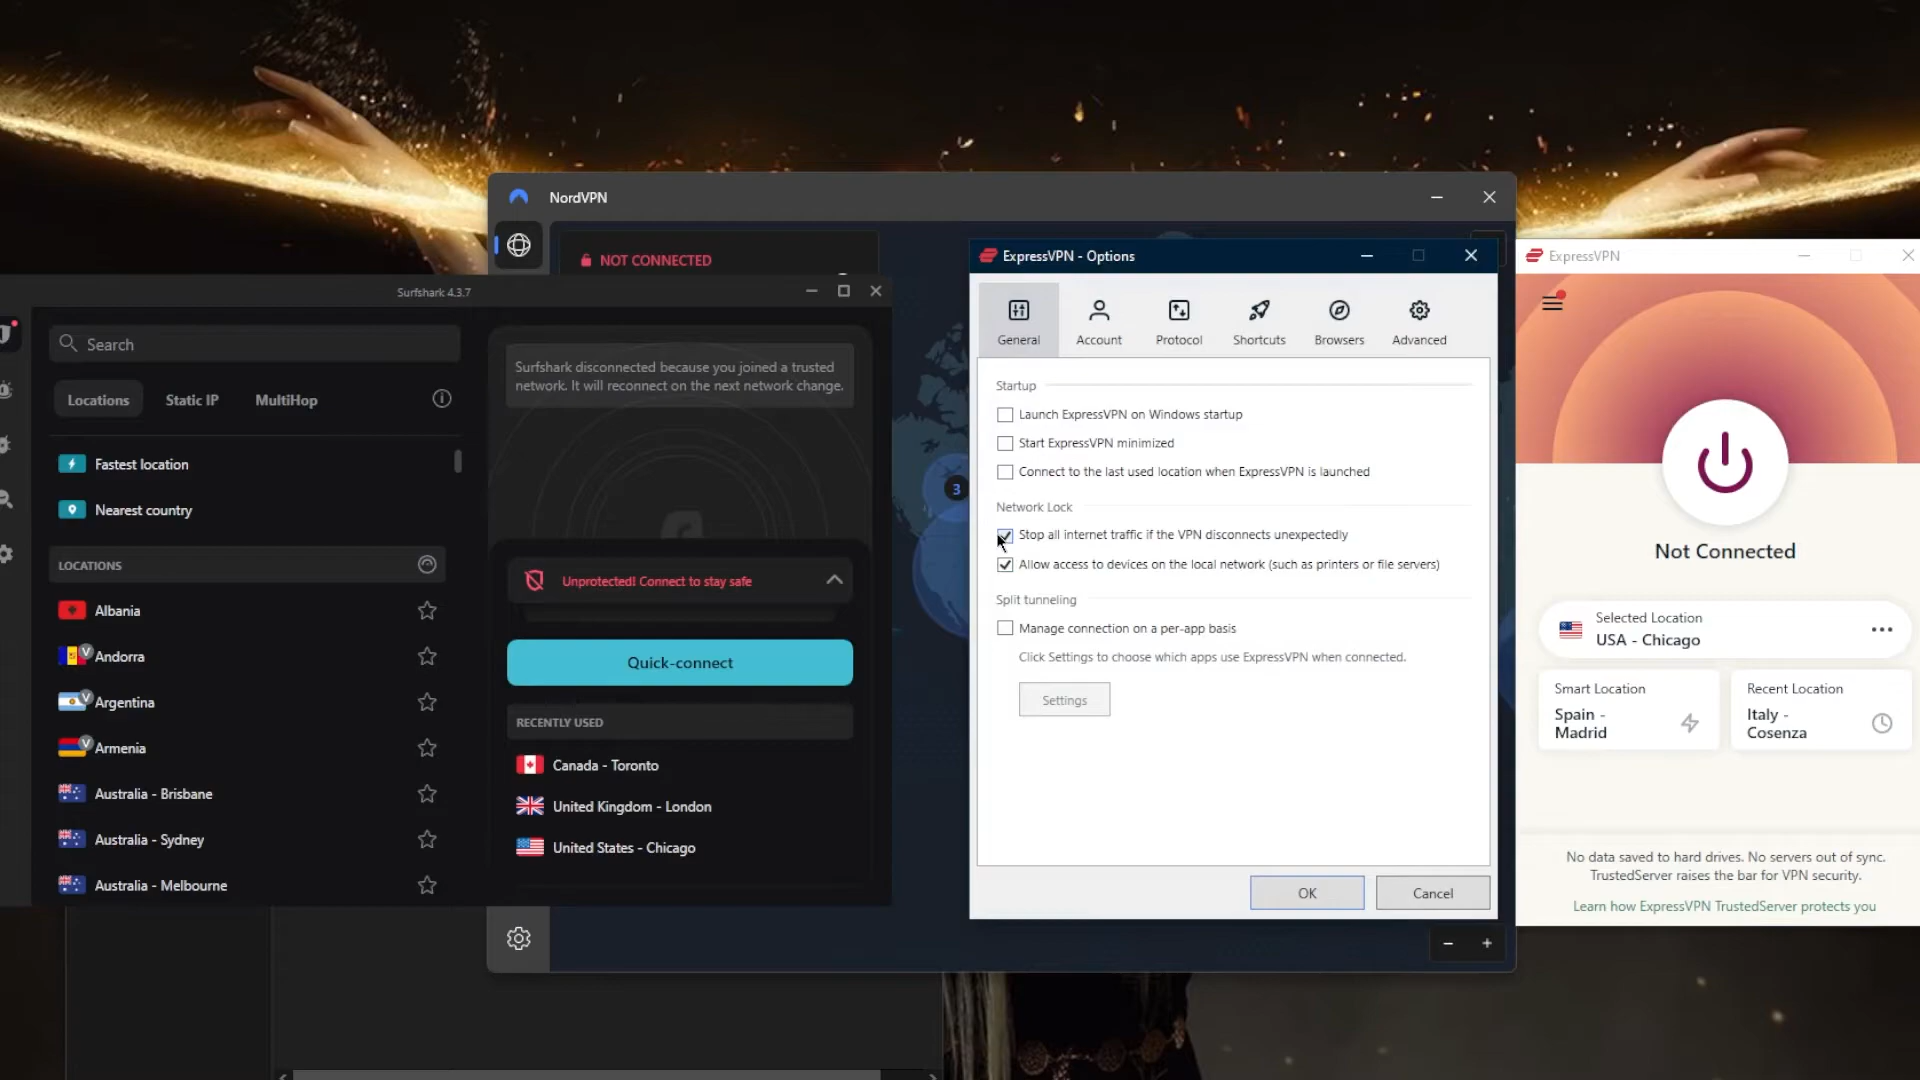 NordVPN
NOT CONNECTED
3
Surfshark 4.3.7
Search
Locations
Static IP
MultiHop
Fastest location
Nearest country
LOCATIONS
Albania
V
Andorra
V
Argentina
V
Armenia
Australia - Brisbane
Australia - Sydney
Australia - Melbourne
Surfshark disconnected because you joined a trusted
network. It will reconnect on the next network change.
Unprotected! Connect to stay safe
Quick-connect
RECENTLY USED
Canada - Toronto
United Kingdom - London
United States - Chicago
ExpressVPN - Options
General
Account
Protocol
Shortcuts
Browsers
Advanced
Startup
Launch ExpressVPN on Windows startup
Start ExpressVPN minimized
Connect to the last used location when ExpressVPN is launched
Network Lock
Stop all internet traffic if the VPN disconnects unexpectedly
Allow access to devices on the local network (such as printers or file servers)
Split tunneling
Manage connection on a per-app basis
Click Settings to choose which apps use ExpressVPN when connected.
Settings
OK
Cancel
ExpressVPN
Not Connected
Selected Location
USA - Chicago
Smart Location
Spain -
Madrid
Recent Location
Italy -
Cosenza
No data saved to hard drives. No servers out of sync.
TrustedServer raises the bar for VPN security.
Learn how ExpressVPN TrustedServer protects you